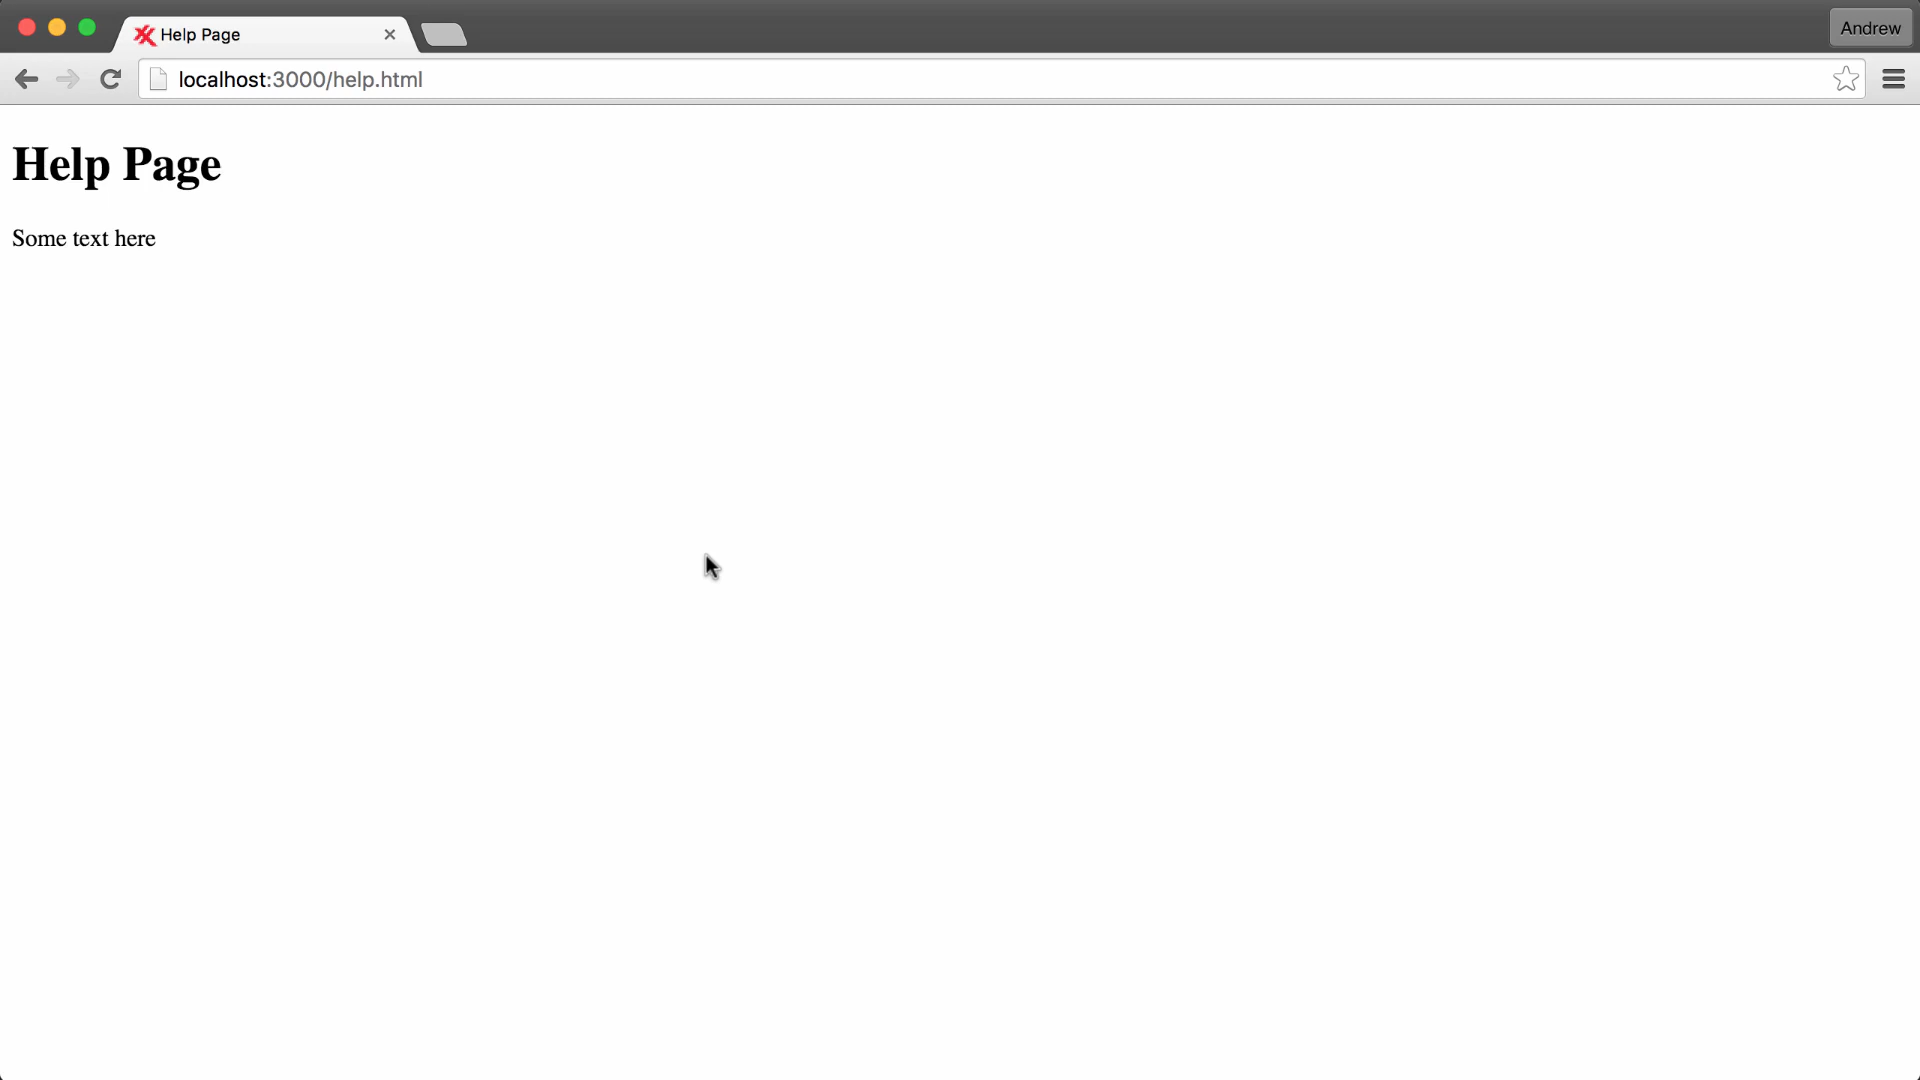 Help Page
Andrew
localhost:3000/help.html
Help Page
Some text here